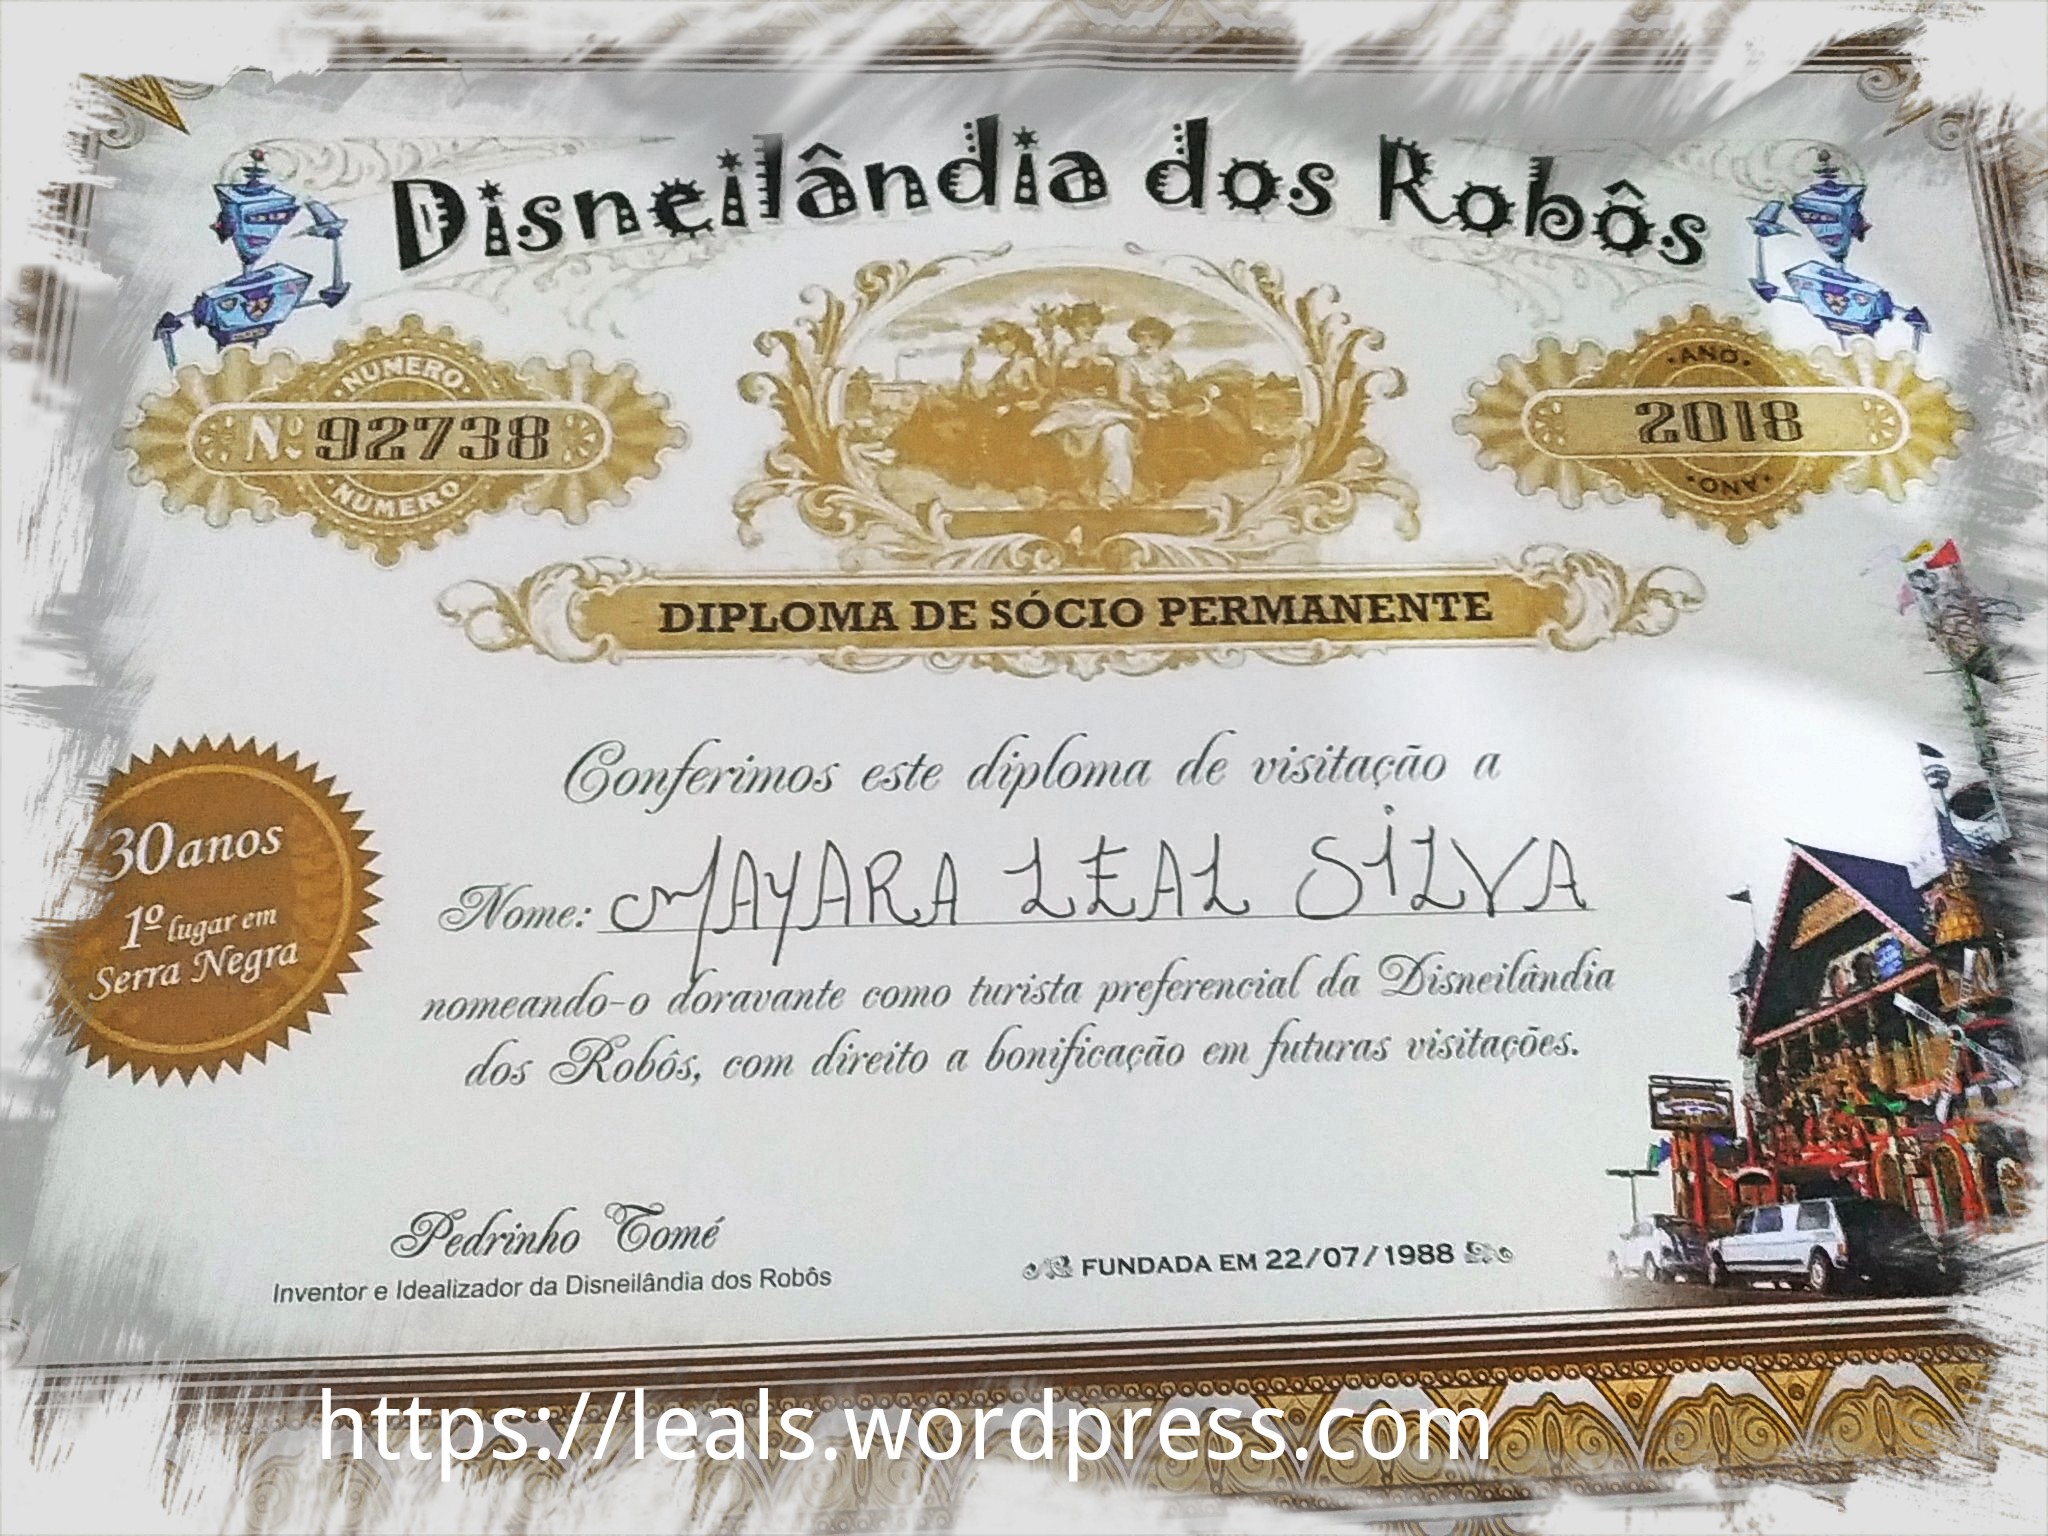 Disneilândia dos Robôs
NUMERO
Nº 92738
NUMERO
ANO
2018
ANO
DIPLOMA DE SÓCIO PERMANENTE
Conferimos este diploma de visitação a
Nome: MAYARA LEAL SILVA
nomeando-o doravante como turista preferencial da Disneilândia
dos Robôs, com direito a bonificação em futuras visitações.
30 anos
1º lugar em
Serra Negra
Pedrinho Tomé
Inventor e Idealizador da Disneilândia dos Robôs
FUNDADA EM 22/07/1988
https://leals.wordpress.com